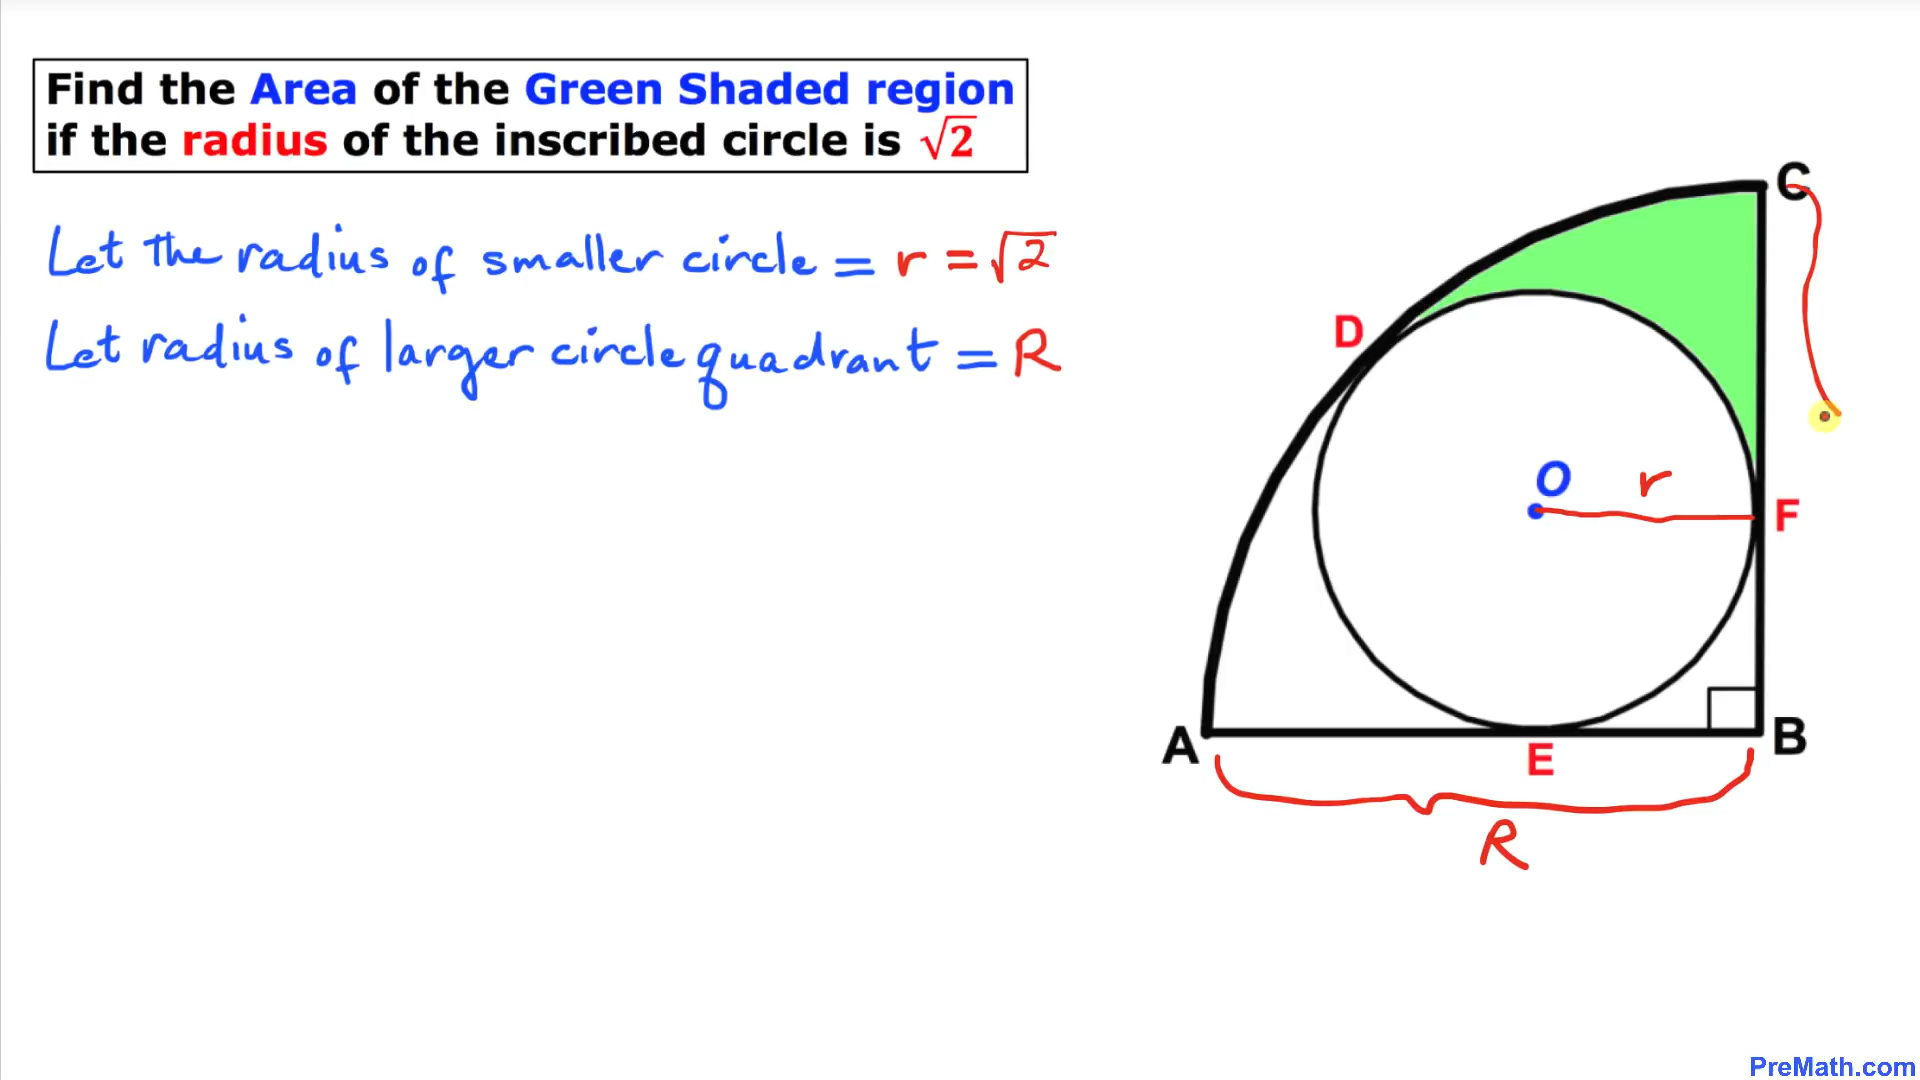 Find the Area of the Green Shaded region
if the radius of the inscribed circle is √2
Let the radius of smaller circle = r = √2
Let radius of larger circle quadrant = R
C
D
O
r
F
A
E
B
R
PreMath.com